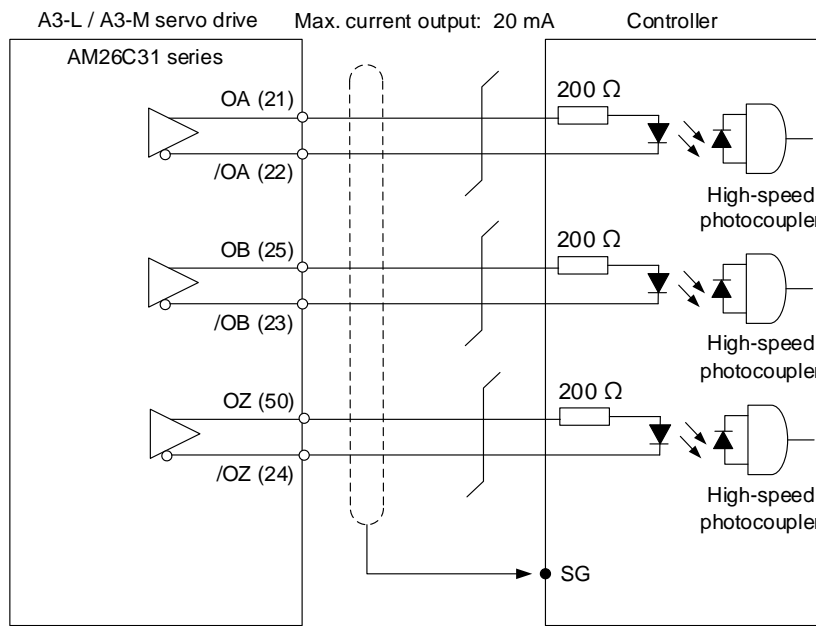 A3-L / A3-M servo drive
Max. current output: 20 mA
Controller
AM26C31 series
OA (21)
200 Ω
/OA (22)
High-speed
photocoupler
OB (25)
200 Ω
/OB (23)
High-speed
photocoupler
OZ (50)
200 Ω
/OZ (24)
High-speed
photocoupler
SG